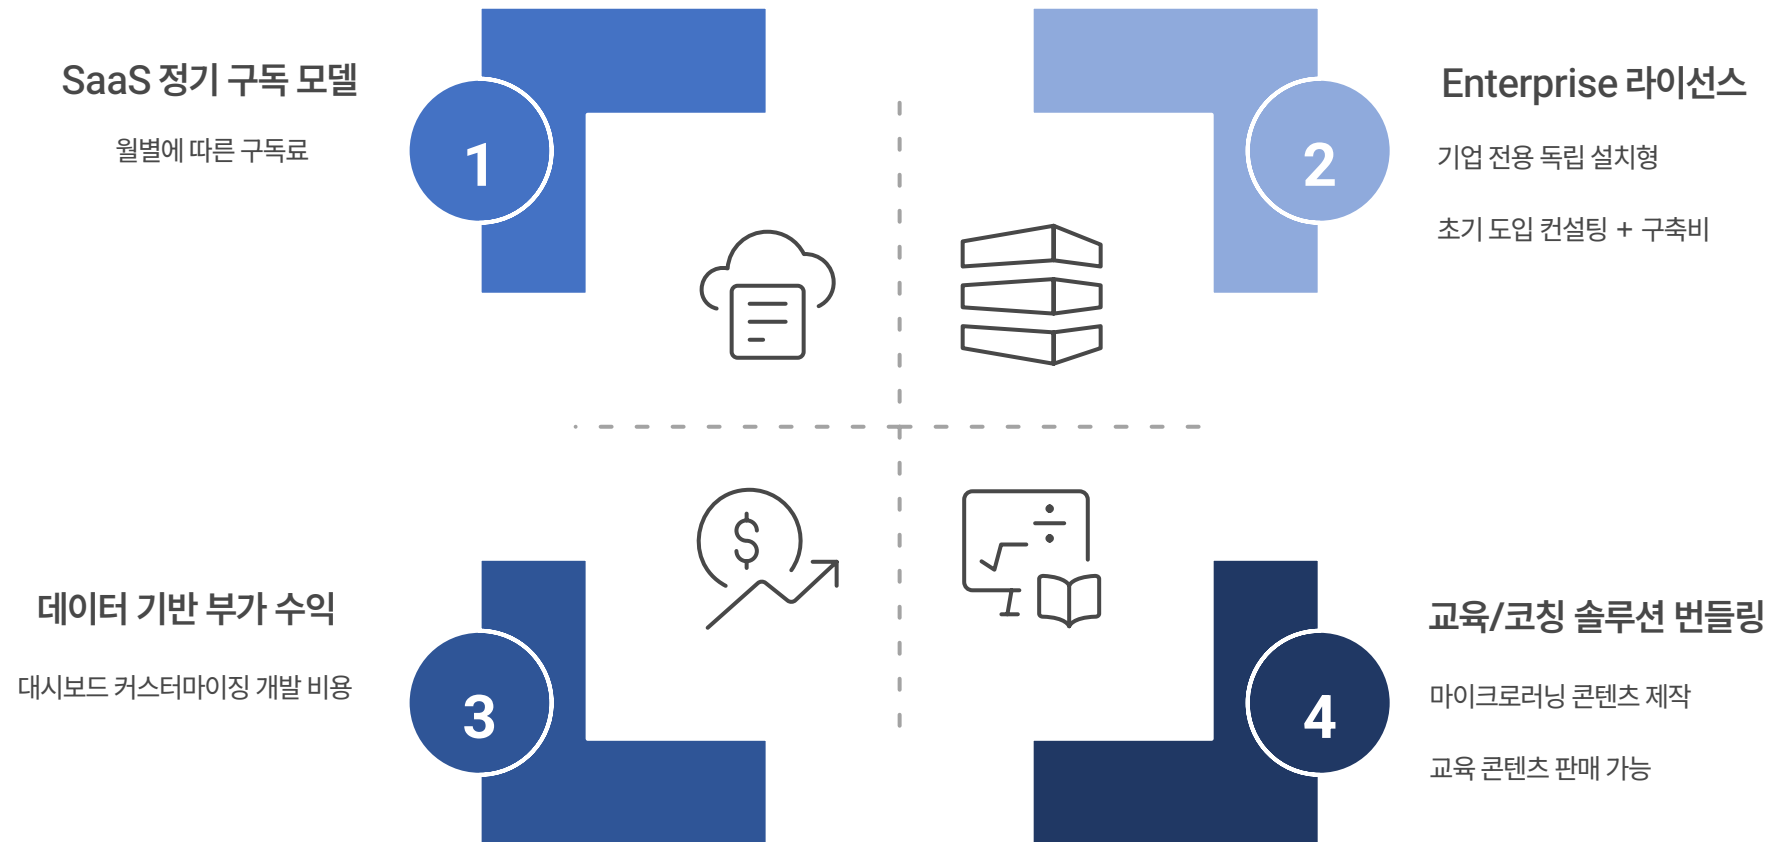 SaaS 정기 구독 모델
월별에 따른 구독료
1
Enterprise 라이선스
기업 전용 독립 설치형
초기 도입 컨설팅 + 구축비
2
$
데이터 기반 부가 수익
대시보드 커스터마이징 개발 비용
3
교육/코칭 솔루션 번들링
마이크로러닝 콘텐츠 제작
교육 콘텐츠 판매 가능
4